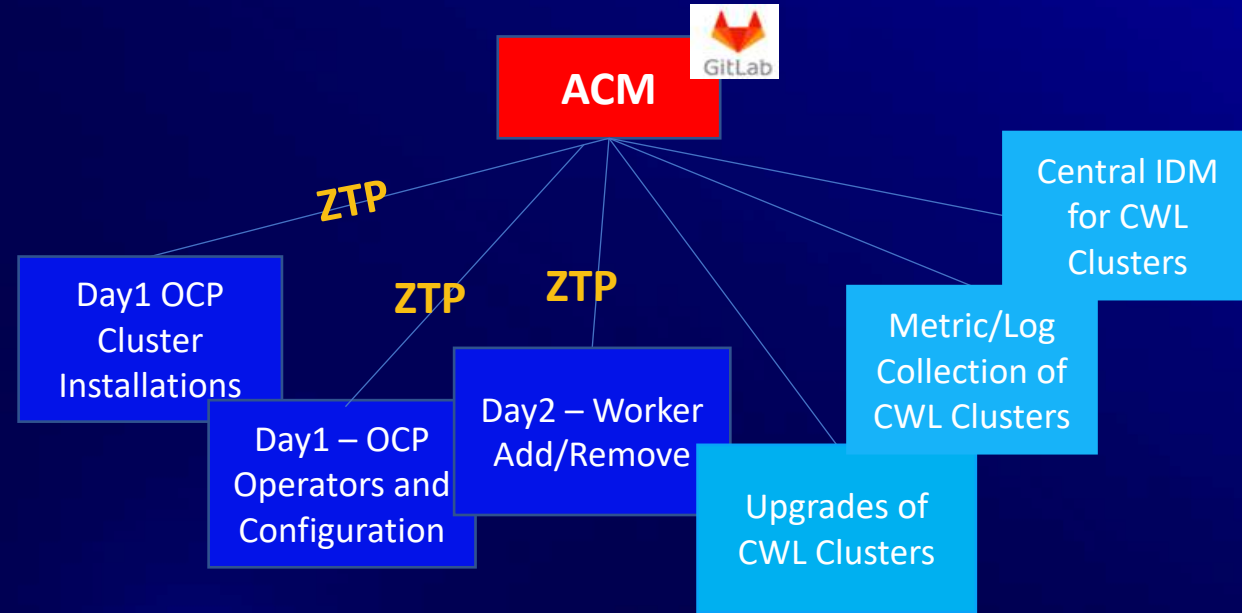 GitLab
ACM
ZTP
ZTP
ZTP
Day1 OCP
Cluster
Installations
Day1 – OCP
Operators and
Configuration
Day2 – Worker
Add/Remove
Upgrades of
CWL Clusters
Metric/Log
Collection of
CWL Clusters
Central IDM
for CWL
Clusters